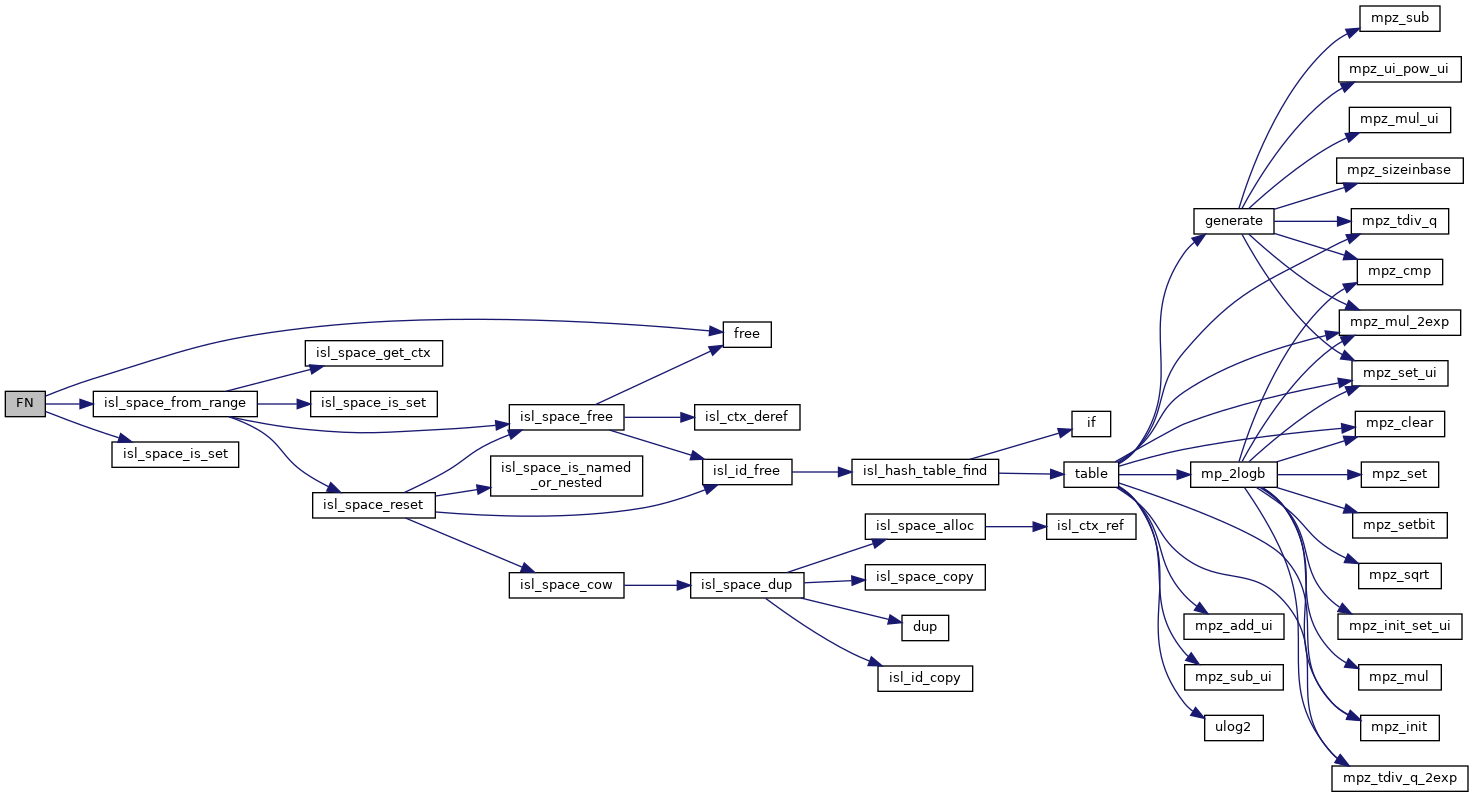 mpz_sub
mpz_ui_pow_ui
mpz_mul_ui
mpz_sizeinbase
generate
mpz_tdiv_q
mpz_cmp
mpz_mul_2exp
free
isl_space_get_ctx
mpz_set_ui
FN
isl_space_from_range
isl_space_is_set
isl_space_free
isl_ctx_deref
if
mpz_clear
isl_space_is_set
isl_space_is_named
_or_nested
isl_id_free
isl_hash_table_find
table
mp_2logb
mpz_set
isl_space_reset
isl_space_alloc
isl_ctx_ref
mpz_setbit
isl_space_cow
isl_space_dup
isl_space_copy
mpz_sqrt
dup
mpz_add_ui
mpz_init_set_ui
isl_id_copy
mpz_sub_ui
mpz_mul
ulog2
mpz_init
mpz_tdiv_q_2exp